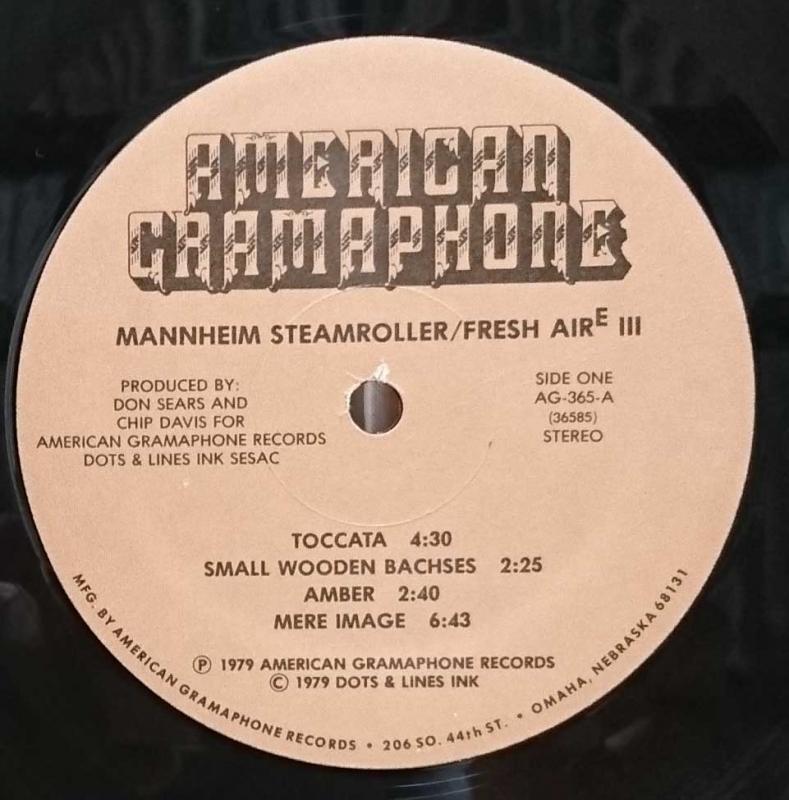 AMERICAN
GRAMAPHONE
MANNHEIM STEAMROLLER/FRESH AIRE III
PRODUCED BY:
DON SEARS AND
CHIP DAVIS FOR
AMERICAN GRAMAPHONE RECORDS
DOTS & LINES INK SESAC
SIDE ONE
AG-365-A
(36585)
STEREO
TOCCATA 4:30
SMALL WOODEN BACHSES 2:25
AMBER 2:40
MERE IMAGE 6:43
Ⓟ 1979 AMERICAN GRAMAPHONE RECORDS
© 1979 DOTS & LINES INK
MFG. BY AMERICAN GRAMAPHONE RECORDS • 206 SO. 44th ST. • OMAHA, NEBRASKA 68131